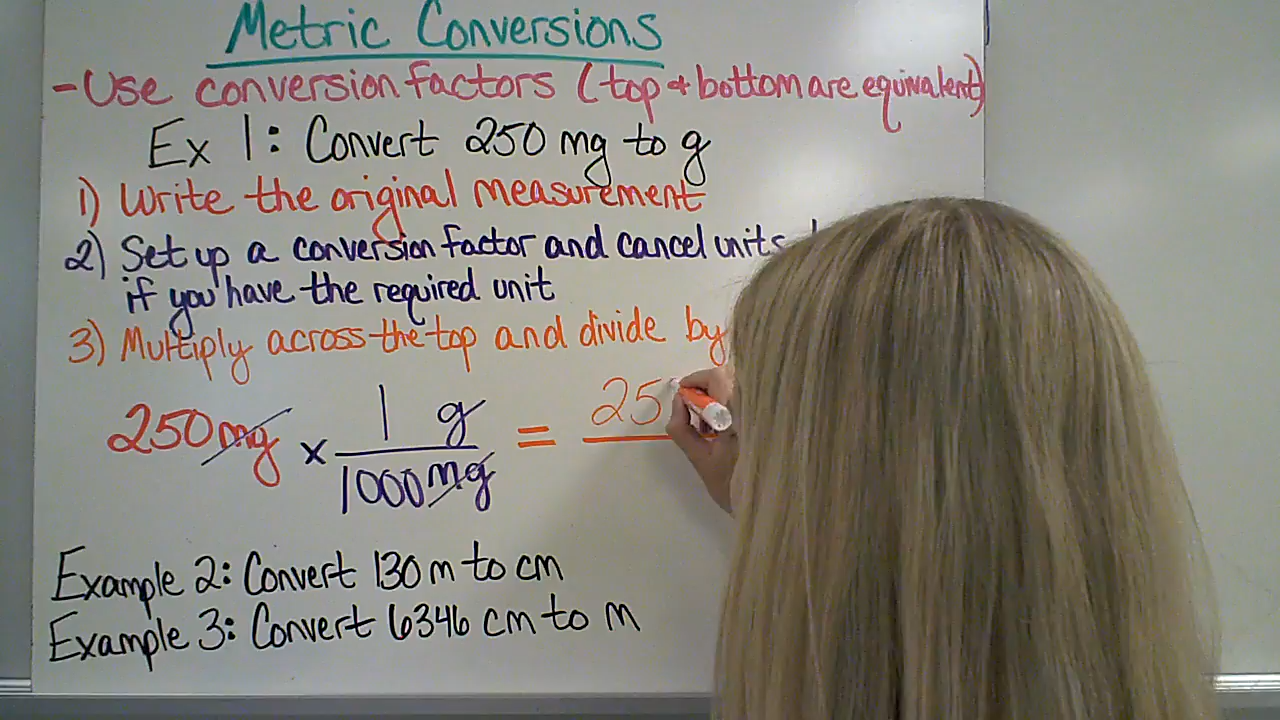 Metric Conversions
- Use conversion factors (top + bottom are equivalent)
Ex 1: Convert 250 mg to g
1) Write the original measurement
2) Set up a conversion factor and cancel units
if you have the required unit
3) Multiply across the top and divide by
250 mg x 1 g / 1000 mg = 25
Example 2: Convert 130 m to cm
Example 3: Convert 6346 cm to m